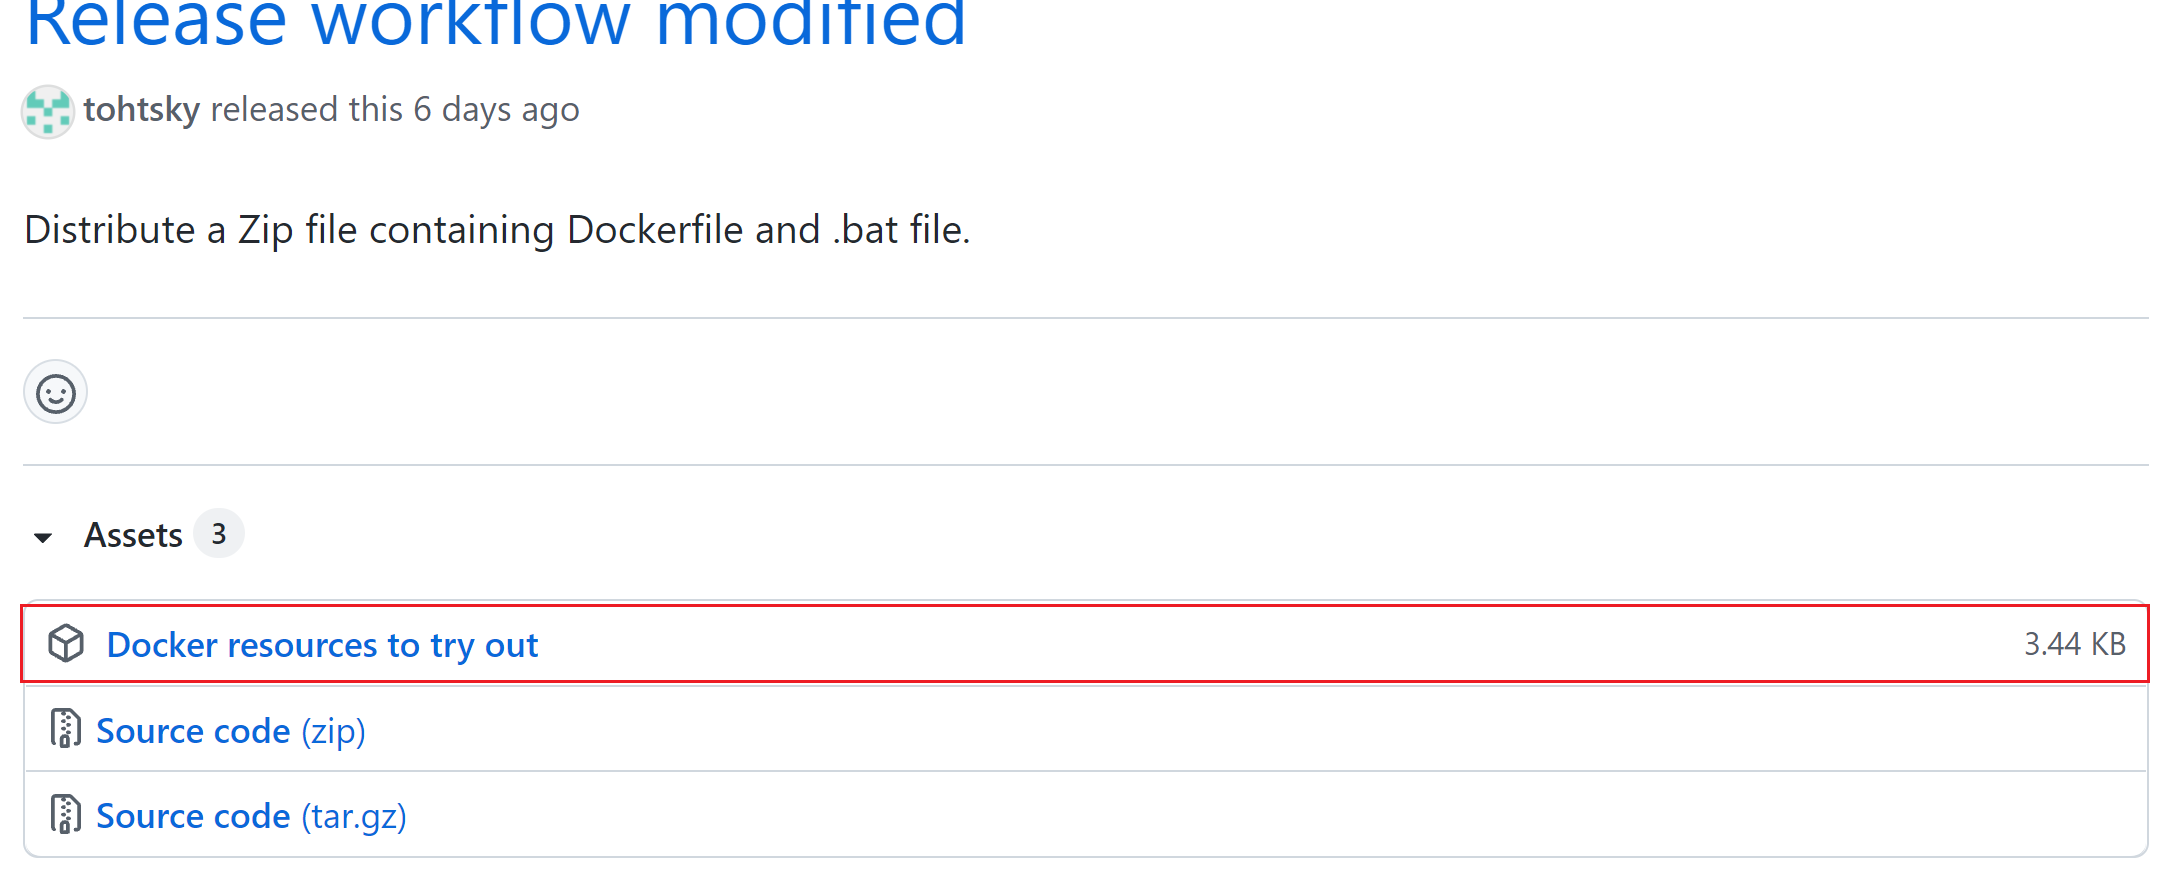 Release workflow modified
tohtsky released this 6 days ago
Distribute a Zip file containing Dockerfile and .bat file.
Assets 3
Docker resources to try out 3.44 KB
Source code (zip)
Source code (tar.gz)